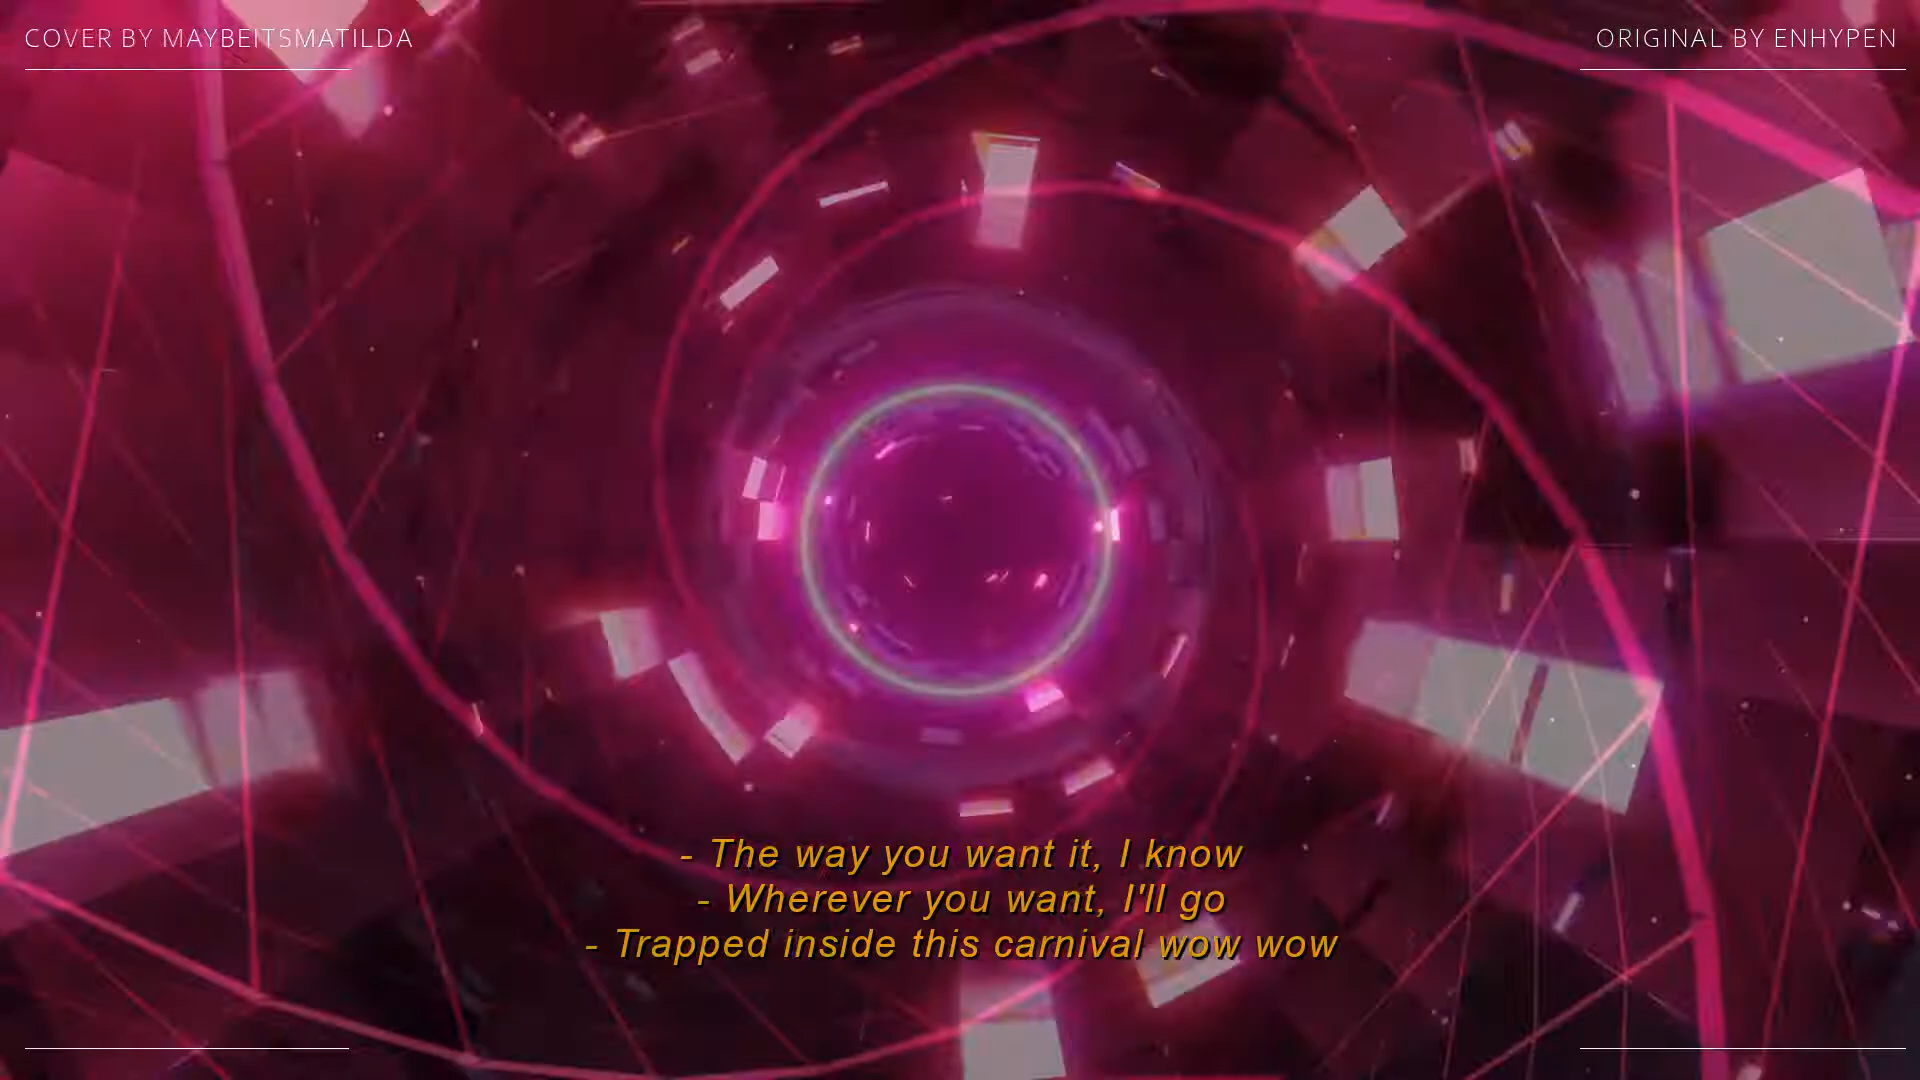 COVER BY MAYBEITSMATILDA
ORIGINAL BY ENHYPEN
- The way you want it, I know
- Wherever you want, I'll go
- Trapped inside this carnival wow wow